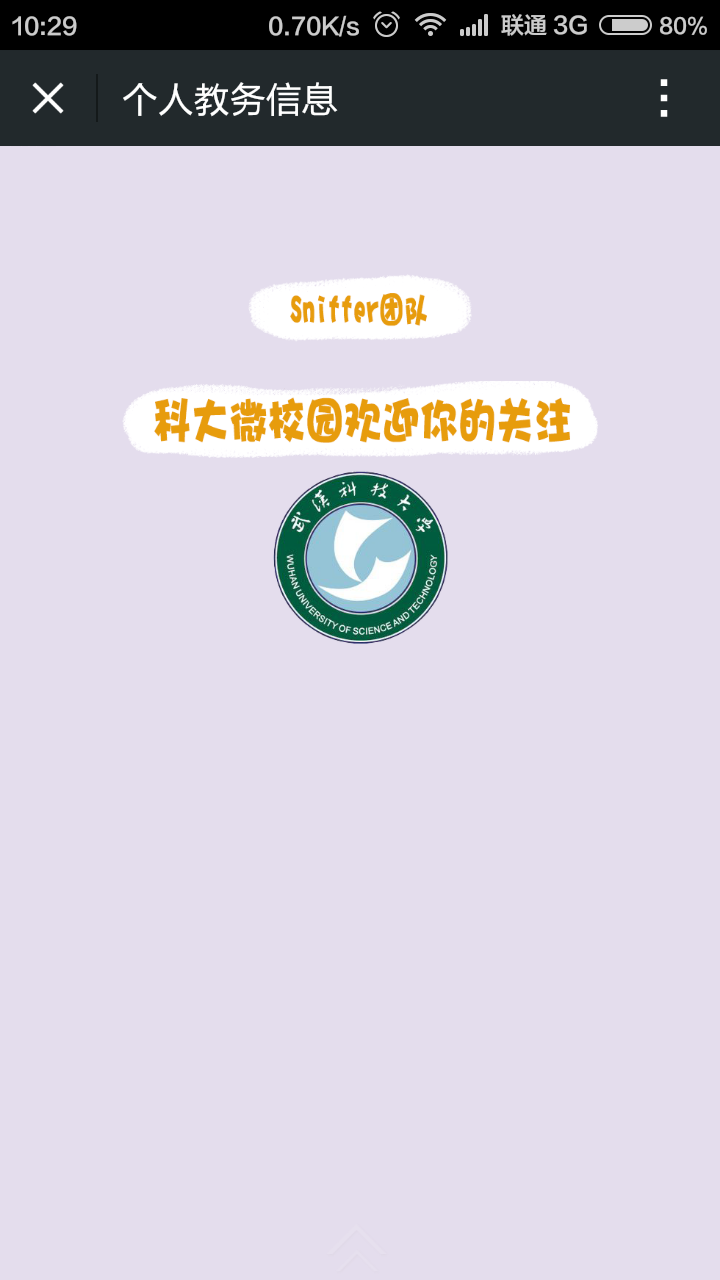 10:29 0.70K/s 联通 3G 80%
个人教务信息
Sniffer团队
科大微校园欢迎你的关注
武汉科技大学
WUHAN UNIVERSITY OF SCIENCE AND TECHNOLOGY